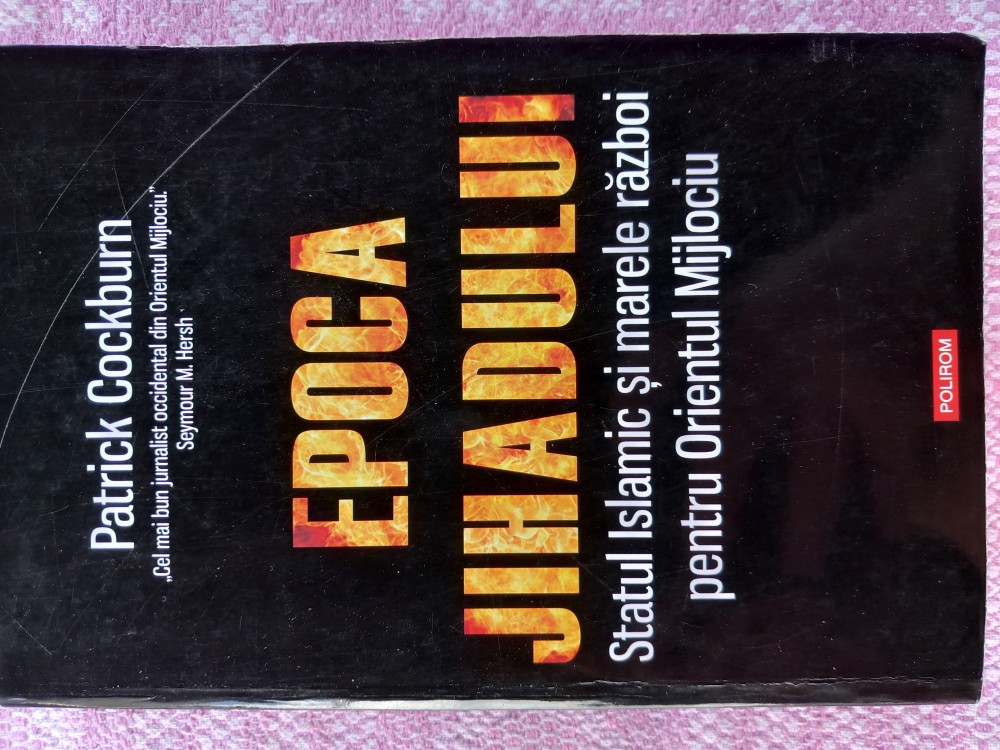 Patrick Cockburn
„Cel mai bun jurnalist occidental din Orientul Mijlociu.”
Seymour M. Hersh
EPOCA
JIHADULUI
Statul Islamic și marele război
pentru Orientul Mijlociu
POLIROM